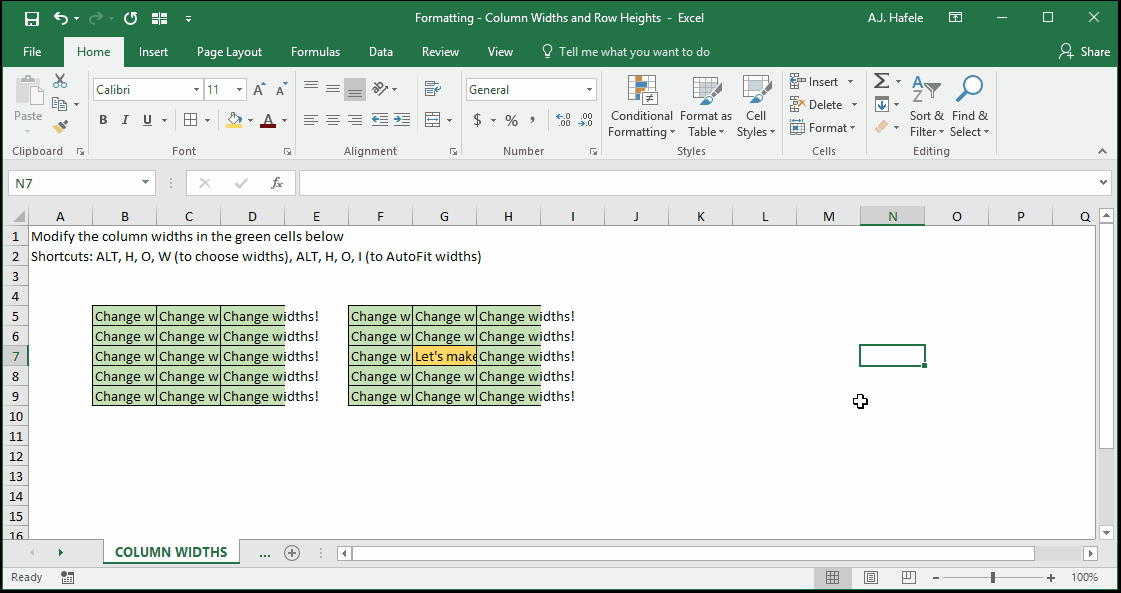 Formatting - Column Widths and Row Heights - Excel A.J. Hafele
File Home Insert Page Layout Formulas Data Review View Tell me what you want to do Share
Calibri 11 General Insert
Paste B I U A $ % , Conditional Formatting Format as Table Cell Styles Delete Sort & Filter Find & Select
Format
Clipboard Font Alignment Number Styles Cells Editing
N7 fx
A B C D E F G H I J K L M N O P Q
1 Modify the column widths in the green cells below
2 Shortcuts: ALT, H, O, W (to choose widths), ALT, H, O, I (to AutoFit widths)
3
4
5 Change w Change w Change widths! Change w Change w Change widths!
6 Change w Change w Change widths! Change w Change w Change widths!
7 Change w Change w Change widths! Change w Let's make Change widths!
8 Change w Change w Change widths! Change w Change w Change widths!
9 Change w Change w Change widths! Change w Change w Change widths!
10
11
12
13
14
15
16
COLUMN WIDTHS ...
Ready 100%